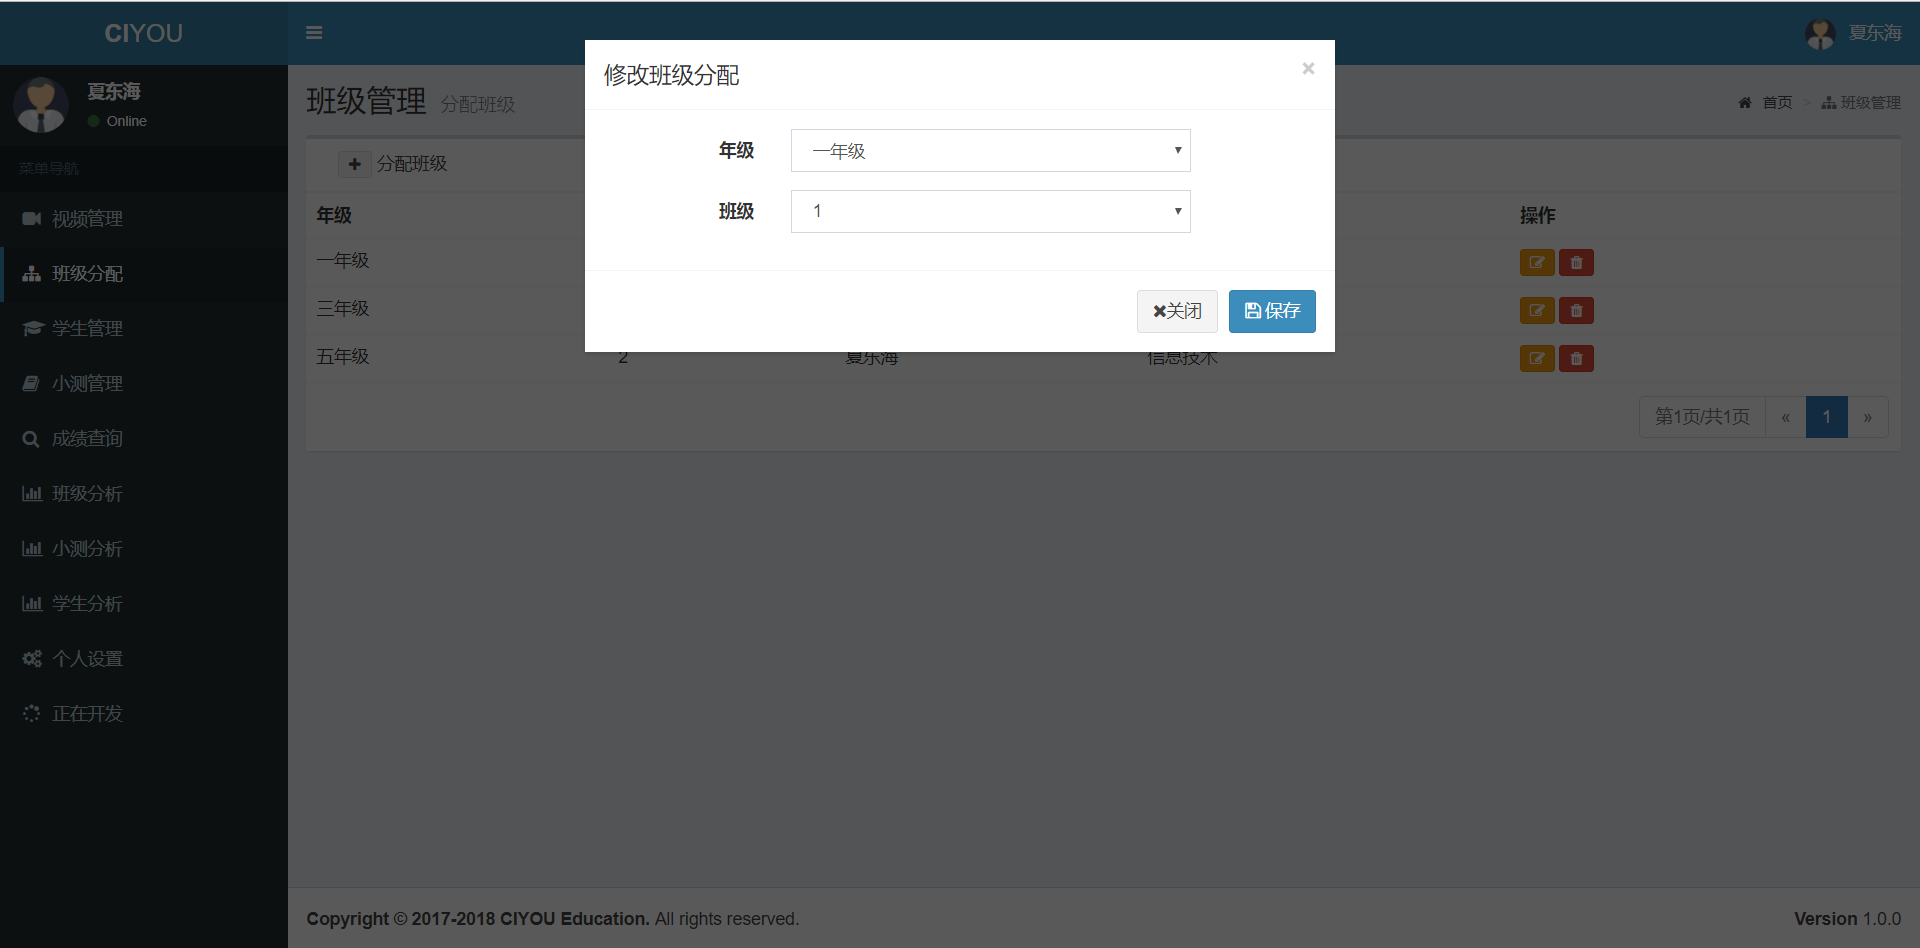 CIYOU
夏东海
夏东海
Online
菜单导航
视频管理
班级分配
学生管理
小测管理
成绩查询
班级分析
小测分析
学生分析
个人设置
正在开发
班级管理 分配班级
首页 > 班级管理
分配班级
年级 操作
一年级
三年级
五年级 2 夏东海 信息技术
第1页/共1页 « 1 »
修改班级分配 ×
年级 一年级
班级 1
关闭 保存
Copyright © 2017-2018 CIYOU Education. All rights reserved.
Version 1.0.0